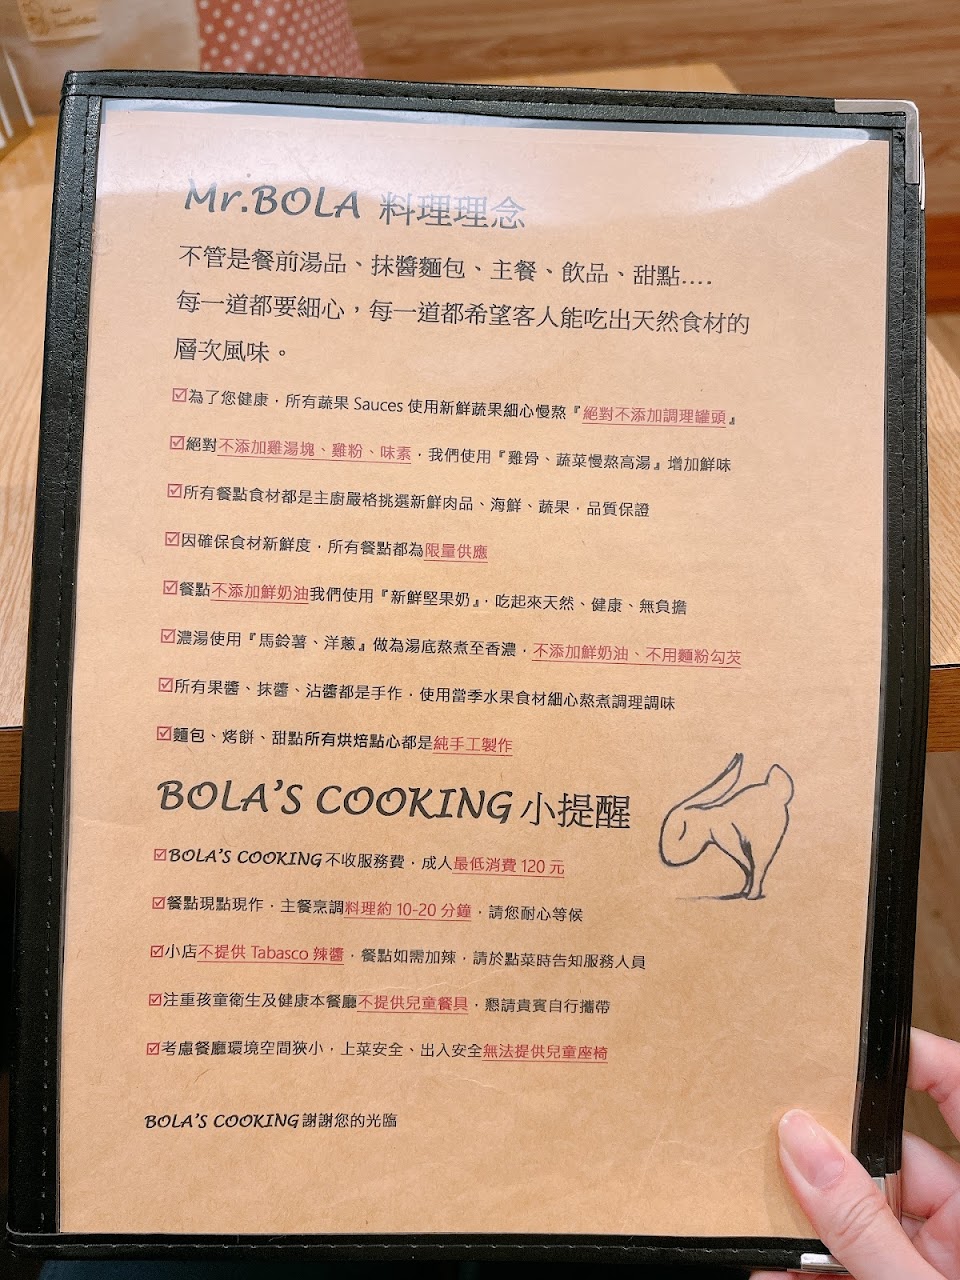 Mr.BOLA 料理理念
不管是餐前湯品、抹醬麵包、主餐、飲品、甜點....
每一道都要細心，每一道都希望客人能吃出天然食材的
層次風味。
☑為了您健康，所有蔬果 Sauces 使用新鮮蔬果細心慢熬『絕對不添加調理罐頭』
☑絕對不添加雞湯塊、雞粉、味素，我們使用『雞骨、蔬菜慢熬高湯』增加鮮味
☑所有餐點食材都是主廚嚴格挑選新鮮肉品、海鮮、蔬果，品質保證
☑因確保食材新鮮度，所有餐點都為限量供應
☑餐點不添加鮮奶油我們使用『新鮮堅果奶』，吃起來天然、健康、無負擔
☑濃湯使用『馬鈴薯、洋蔥』做為湯底熬煮至香濃，不添加鮮奶油、不用麵粉勾芡
☑所有果醬、抹醬、沾醬都是手作，使用當季水果食材細心熬煮調理調味
☑麵包、烤餅、甜點所有烘焙點心都是純手工製作
BOLA'S COOKING 小提醒
☑BOLA'S COOKING 不收服務費，成人最低消費 120 元
☑餐點現點現作，主餐烹調料理約 10-20 分鐘，請您耐心等候
☑小店不提供 Tabasco 辣醬，餐點如需加辣，請於點菜時告知服務人員
☑注重孩童衛生及健康本餐廳不提供兒童餐具，懇請貴賓自行攜帶
☑考慮餐廳環境空間狹小，上菜安全、出入安全無法提供兒童座椅
BOLA'S COOKING 謝謝您的光臨